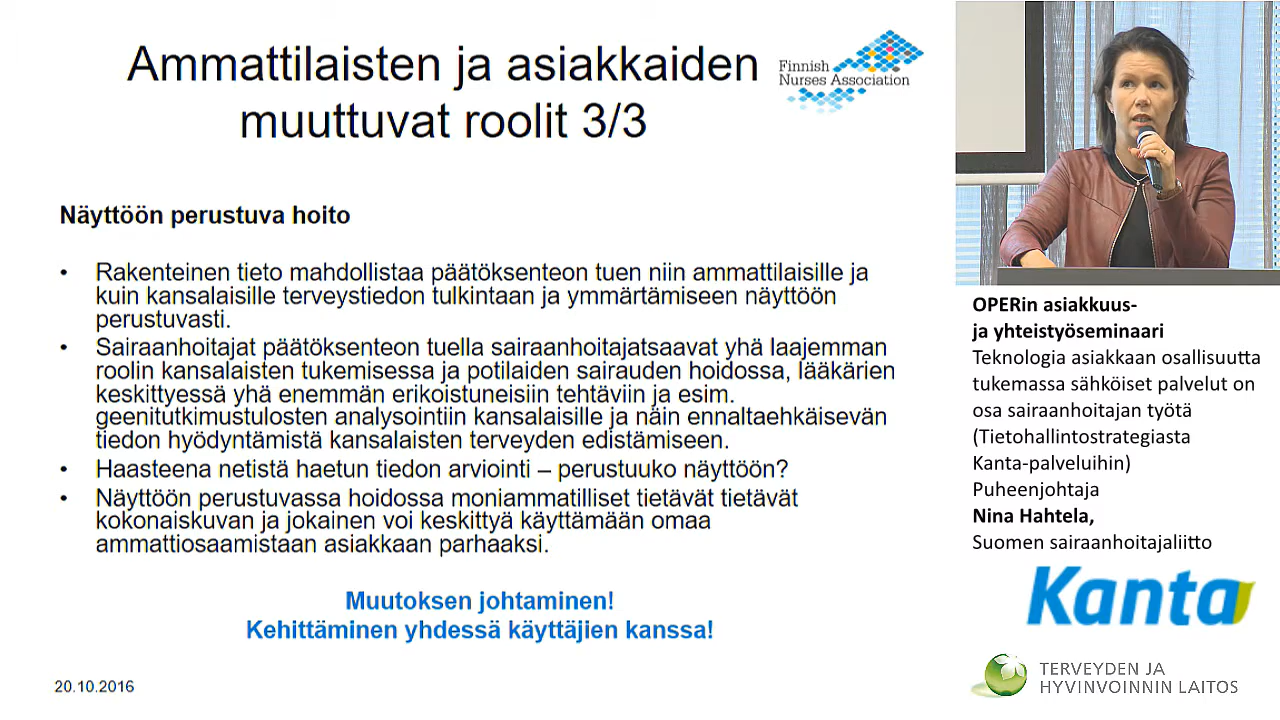 Ammattilaisten ja asiakkaiden
muuttuvat roolit 3/3
Finnish
Nurses Association
Näyttöön perustuva hoito
• Rakenteinen tieto mahdollistaa päätöksenteon tuen niin ammattilaisille ja
kuin kansalaisille terveystiedon tulkintaan ja ymmärtämiseen näyttöön
perustuvasti.
• Sairaanhoitajat päätöksenteon tuella sairaanhoitajatsaavat yhä laajemman
roolin kansalaisten tukemisessa ja potilaiden sairauden hoidossa, lääkärien
keskittyessä yhä enemmän erikoistuneisiin tehtäviin ja esim.
geenitutkimustulosten analysointiin kansalaisille ja näin ennaltaehkäisevän
tiedon hyödyntämistä kansalaisten terveyden edistämiseen.
• Haasteena netistä haetun tiedon arviointi – perustuuko näyttöön?
• Näyttöön perustuvassa hoidossa moniammatilliset tietävät tietävät
kokonaiskuvan ja jokainen voi keskittyä käyttämään omaa
ammattiosaamistaan asiakkaan parhaaksi.
Muutoksen johtaminen!
Kehittäminen yhdessä käyttäjien kanssa!
20.10.2016
OPERin asiakkuus-
ja yhteistyöseminaari
Teknologia asiakkaan osallisuutta
tukemassa sähköiset palvelut on
osa sairaanhoitajan työtä
(Tietohallintostrategiasta
Kanta-palveluihin)
Puheenjohtaja
Nina Hahtela,
Suomen sairaanhoitajaliitto
Kanta
TERVEYDEN JA
HYVINVOINNIN LAITOS